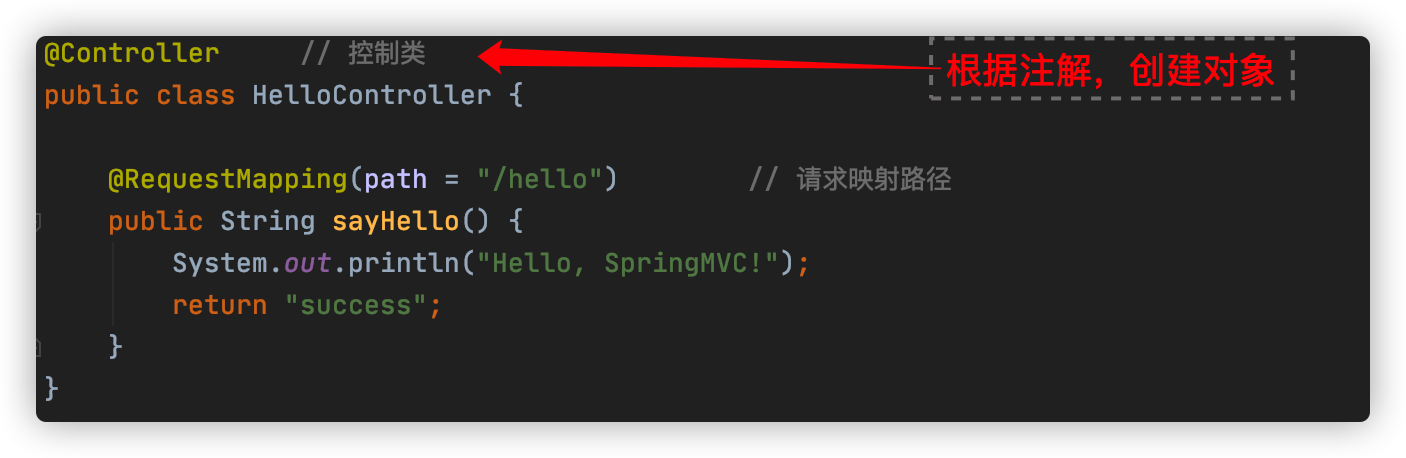 @Controller // 控制类
根据注解，创建对象
public class HelloController {
@RequestMapping(path = "/hello") // 请求映射路径
public String sayHello() {
System.out.println("Hello, SpringMVC!");
return "success";
}
}